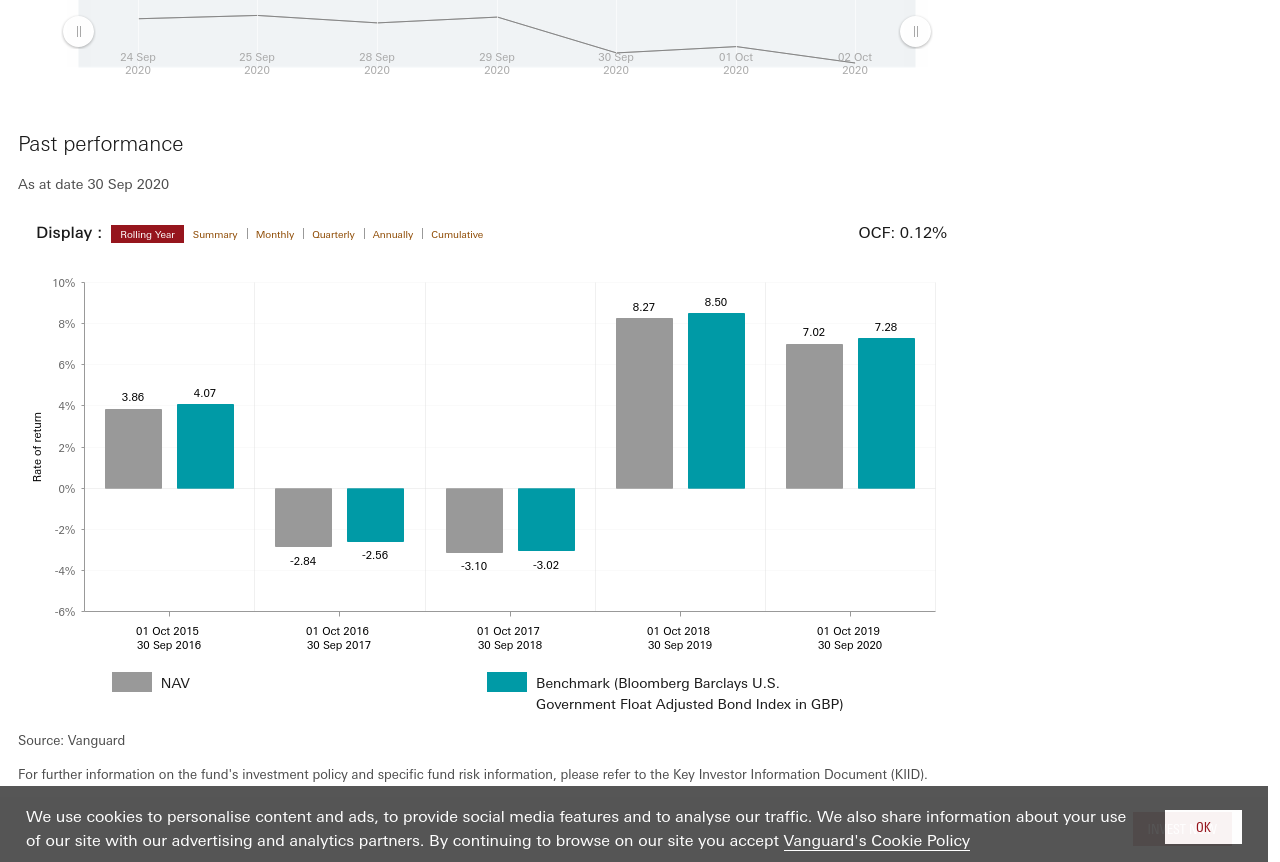 24 Sep 2020
25 Sep 2020
28 Sep 2020
29 Sep 2020
30 Sep 2020
01 Oct 2020
02 Oct 2020
Past performance
As at date 30 Sep 2020
Display :
Rolling Year
Summary
Monthly
Quarterly
Annually
Cumulative
OCF: 0.12%
Rate of return
10%
8%
6%
4%
2%
0%
-2%
-4%
-6%
3.86
4.07
-2.84
-2.56
-3.10
-3.02
8.27
8.50
7.02
7.28
01 Oct 2015
30 Sep 2016
01 Oct 2016
30 Sep 2017
01 Oct 2017
30 Sep 2018
01 Oct 2018
30 Sep 2019
01 Oct 2019
30 Sep 2020
NAV
Benchmark (Bloomberg Barclays U.S.
Government Float Adjusted Bond Index in GBP)
Source: Vanguard
For further information on the fund's investment policy and specific fund risk information, please refer to the Key Investor Information Document (KIID).
We use cookies to personalise content and ads, to provide social media features and to analyse our traffic. We also share information about your use
of our site with our advertising and analytics partners. By continuing to browse on our site you accept Vanguard's Cookie Policy
OK